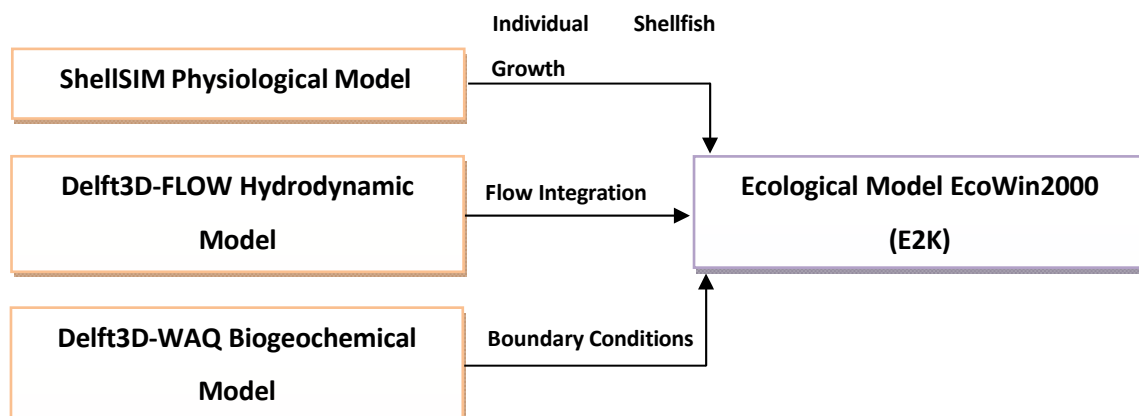 Individual Shellfish
Growth
ShellSIM Physiological Model
Delft3D-FLOW Hydrodynamic
Model
Flow Integration
Ecological Model EcoWin2000
(E2K)
Delft3D-WAQ Biogeochemical
Model
Boundary Conditions